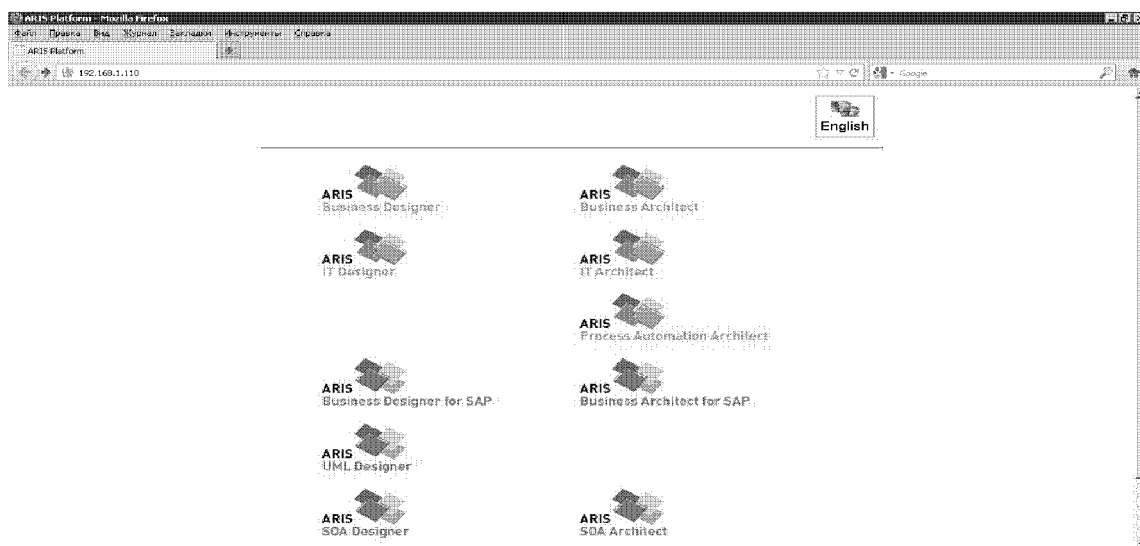 ARIS Platform - Mozilla Firefox
Файл Правка Вид Журнал Закладки Инструменты Справка
ARIS Platform
192.168.1.110
Google
English
ARIS ARIS
Business Designer Business Architect
ARIS ARIS
IT Designer IT Architect
ARIS
Process Automation Architect
ARIS ARIS
Business Designer for SAP Business Architect for SAP
ARIS
UML Designer
ARIS ARIS
SOA Designer SOA Architect